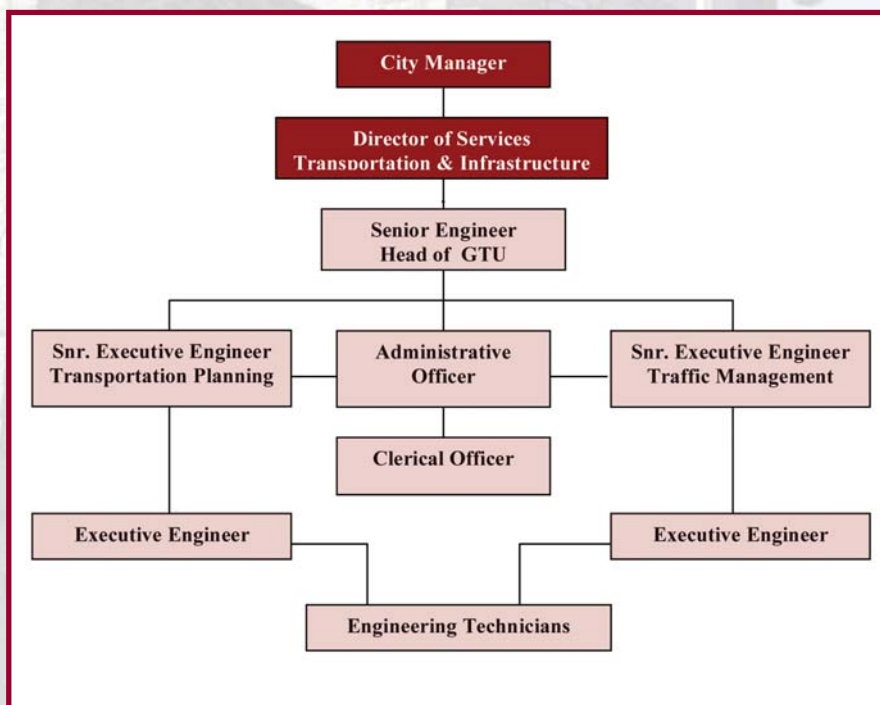 City Manager
Director of Services
Transportation & Infrastructure
Senior Engineer
Head of GTU
Snr. Executive Engineer
Transportation Planning
Administrative
Officer
Snr. Executive Engineer
Traffic Management
Clerical Officer
Executive Engineer
Executive Engineer
Engineering Technicians